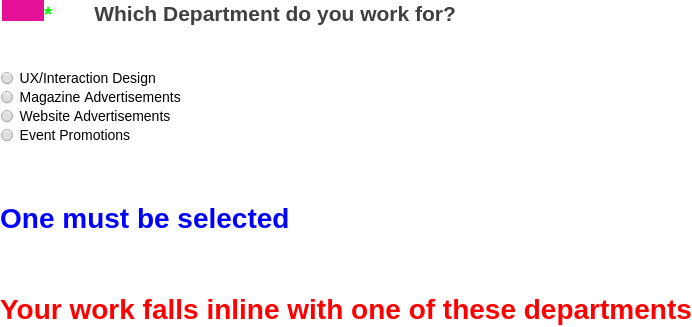 * Which Department do you work for?
UX/Interaction Design
Magazine Advertisements
Website Advertisements
Event Promotions
One must be selected
Your work falls inline with one of these departments